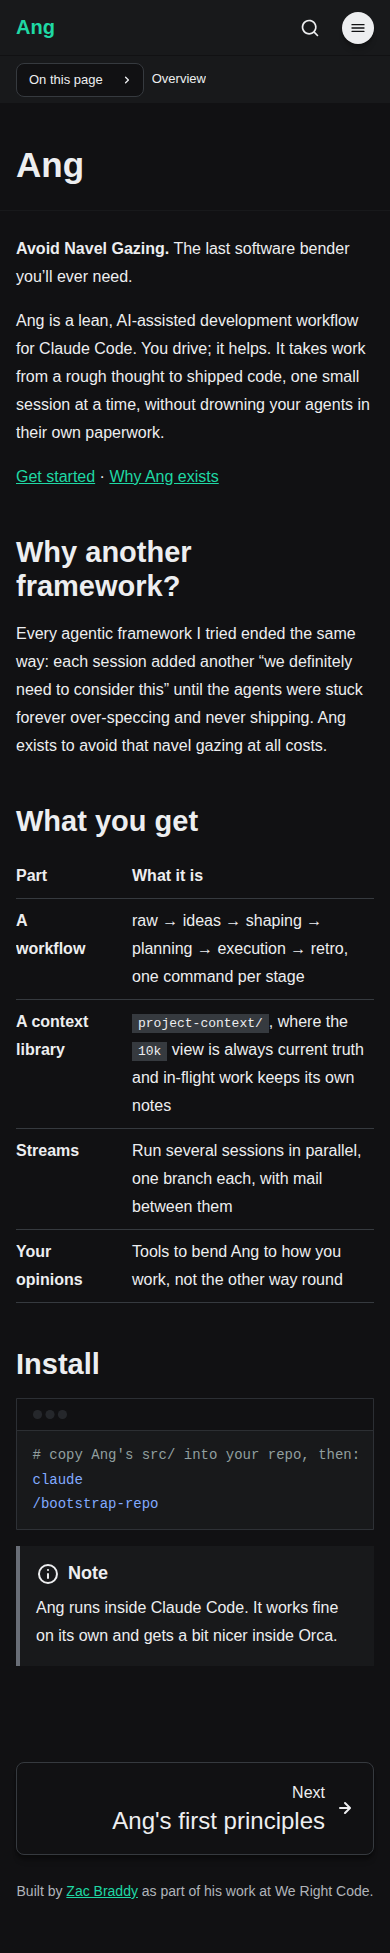 Ang
On this page
Overview
Ang
Avoid Navel Gazing. The last software bender
you’ll ever need.
Ang is a lean, AI-assisted development workflow
for Claude Code. You drive; it helps. It takes work
from a rough thought to shipped code, one small
session at a time, without drowning your agents in
their own paperwork.
Get started · Why Ang exists
Why another
framework?
Every agentic framework I tried ended the same
way: each session added another “we definitely
need to consider this” until the agents were stuck
forever over-speccing and never shipping. Ang
exists to avoid that navel gazing at all costs.
What you get
Part What it is
A raw → ideas → shaping →
workflow planning → execution → retro,
one command per stage
A context project-context/ , where the
library 10k view is always current truth
and in-flight work keeps its own
notes
Streams Run several sessions in parallel,
one branch each, with mail
between them
Your Tools to bend Ang to how you
opinions work, not the other way round
Install
# copy Ang's src/ into your repo, then:
claude
/bootstrap-repo
Note
Ang runs inside Claude Code. It works fine
on its own and gets a bit nicer inside Orca.
Next
Ang's first principles
Built by Zac Braddy as part of his work at We Right Code.